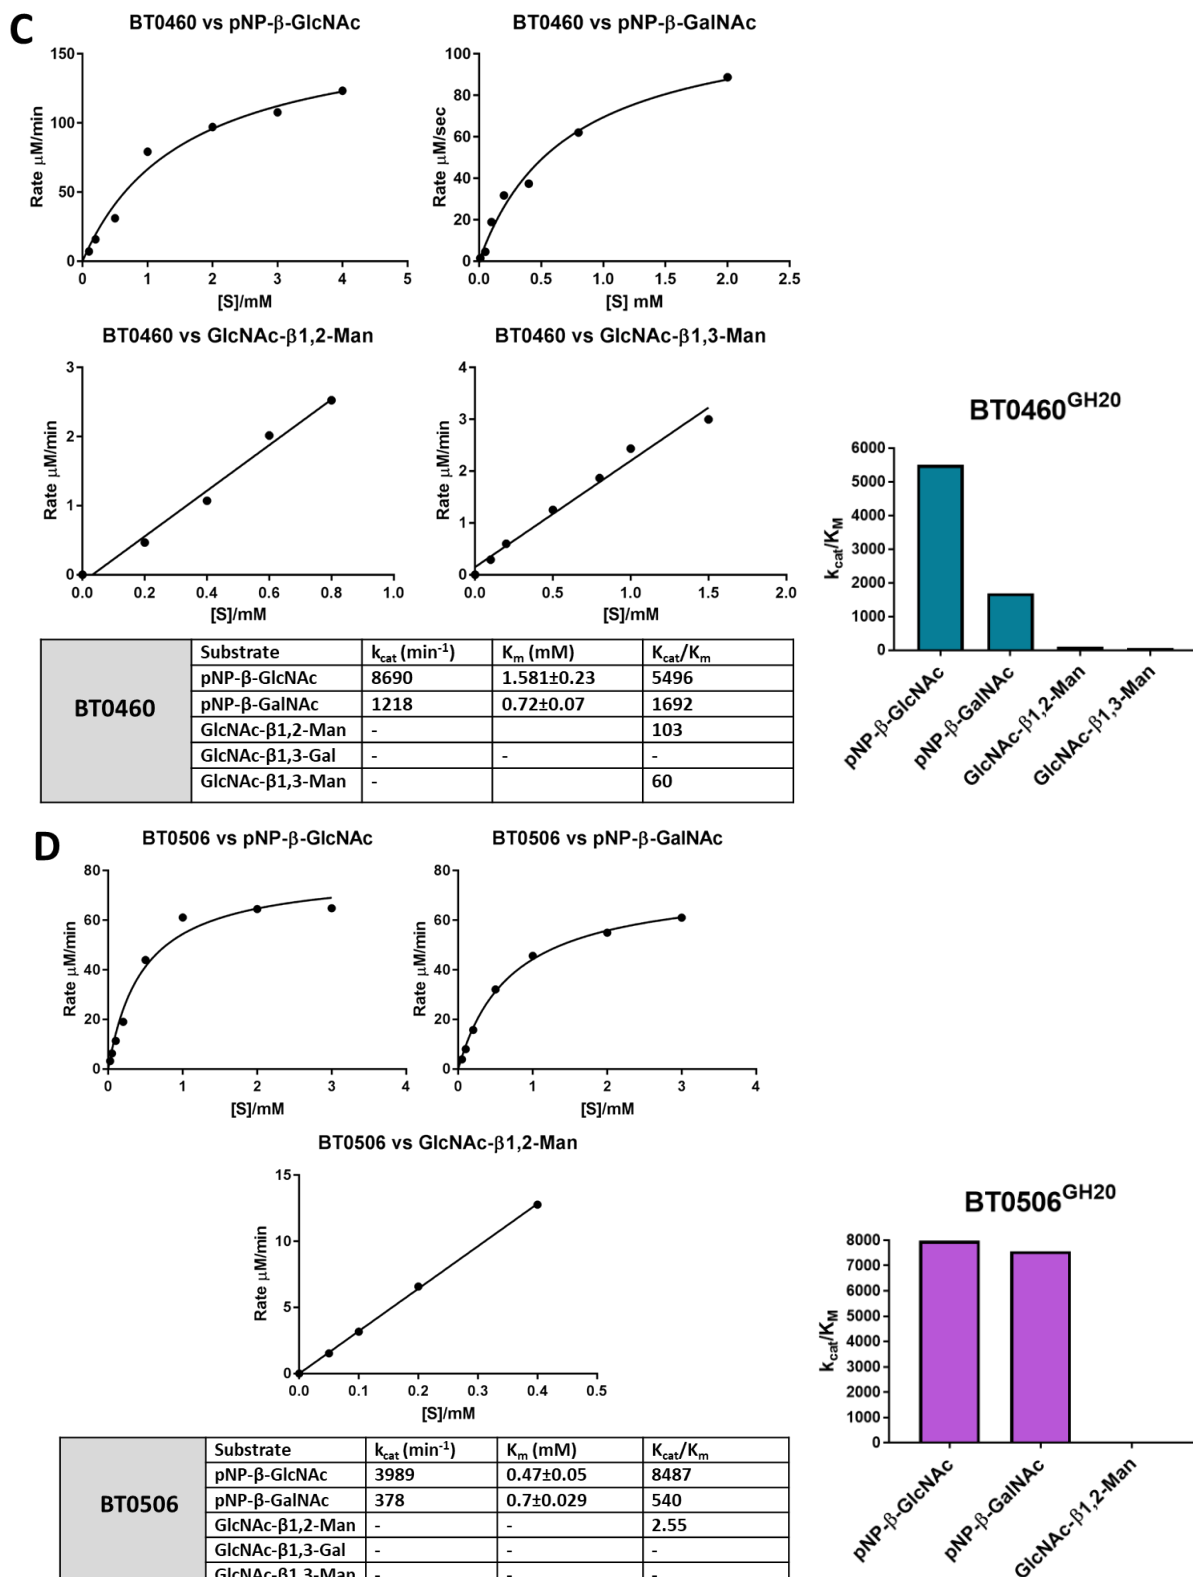 C
BT0460 vs pNP-β-GlcNAc
Rate μM/min
150
100
50
0
0 1 2 3 4 5
[S]/mM
BT0460 vs pNP-β-GalNAc
Rate μM/sec
100
80
60
40
20
0
0.0 0.5 1.0 1.5 2.0 2.5
[S] mM
BT0460 vs GlcNAc-β1,2-Man
Rate μM/min
3
2
1
0
0.0 0.2 0.4 0.6 0.8 1.0
[S]/mM
BT0460 vs GlcNAc-β1,3-Man
Rate μM/min
4
3
2
1
0
0.0 0.5 1.0 1.5 2.0
[S]/mM
BT0460^GH20
kcat/KM
6000
5000
4000
3000
2000
1000
0
pNP-β-GlcNAc
pNP-β-GalNAc
GlcNAc-β1,2-Man
GlcNAc-β1,3-Man
BT0460
Substrate kcat (min⁻¹) Km (mM) Kcat/Km
pNP-β-GlcNAc 8690 1.581±0.23 5496
pNP-β-GalNAc 1218 0.72±0.07 1692
GlcNAc-β1,2-Man - 103
GlcNAc-β1,3-Gal - - -
GlcNAc-β1,3-Man - 60
D
BT0506 vs pNP-β-GlcNAc
Rate μM/min
80
60
40
20
0
0 1 2 3 4
[S]/mM
BT0506 vs pNP-β-GalNAc
Rate μM/min
80
60
40
20
0
0 1 2 3 4
[S]/mM
BT0506 vs GlcNAc-β1,2-Man
Rate μM/min
15
10
5
0
0.0 0.1 0.2 0.3 0.4 0.5
[S]/mM
BT0506^GH20
kcat/KM
8000
7000
6000
5000
4000
3000
2000
1000
0
pNP-β-GlcNAc
pNP-β-GalNAc
GlcNAc-β1,2-Man
BT0506
Substrate kcat (min⁻¹) Km (mM) Kcat/Km
pNP-β-GlcNAc 3989 0.47±0.05 8487
pNP-β-GalNAc 378 0.7±0.029 540
GlcNAc-β1,2-Man - - 2.55
GlcNAc-β1,3-Gal - - -
GlcNAc-β1,3-Man - - -